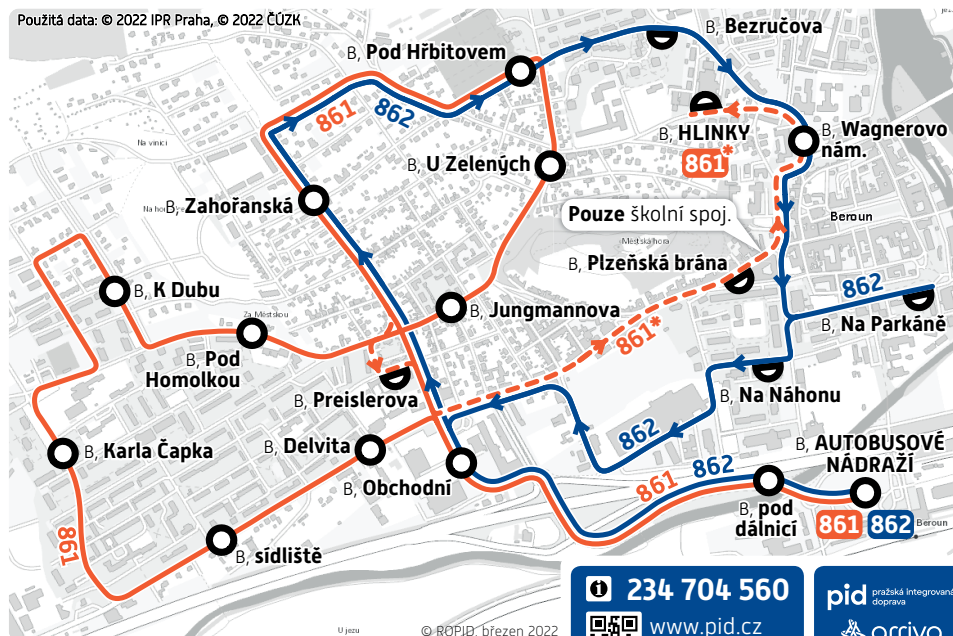 Použitá data: © 2022 IPR Praha, © 2022 ČÚZK
B, Bezručova
B, Pod Hřbitovem
861
862
B, HLINKY
861*
B, Wagnerovo
nám.
Na vinici
B, U Zelených
B, Zahořanská
Pouze školní spoj.
Beroun
Městská hora
B, Plzeňská brána
B, K Dubu
862
Za Městskou
B, Jungmannova
B, Na Parkáně
861*
B, Pod
Homolkou
B, Preislerova
B, Na Náhonu
B, Delvita
862
B, AUTOBUSOVÉ
NÁDRAŽÍ
B, Karla Čapka
B, Obchodní
861
862
B, pod
dálnicí
861 862
Beroun
861
B, sídliště
234 704 560
www.pid.cz
pid pražská integrovaná
doprava
arriva
U jezu
© ROPID, březen 2022